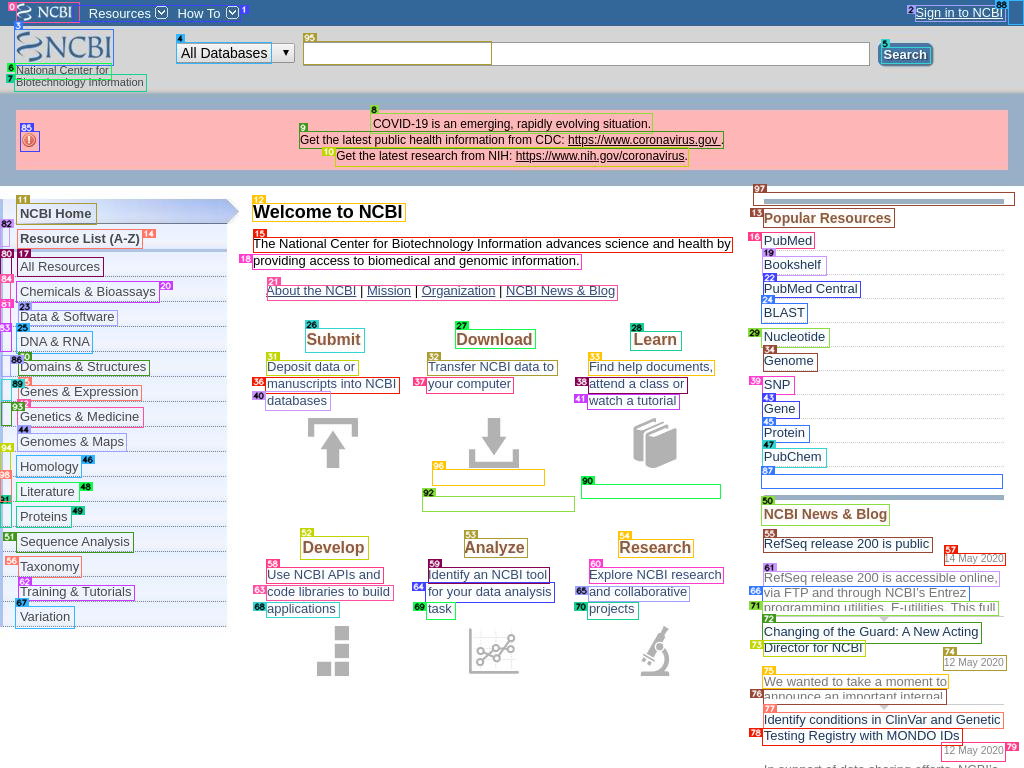 NCBI Resources How To Sign in to NCBI
NCBI
National Center for
Biotechnology Information
All Databases
Search
COVID-19 is an emerging, rapidly evolving situation.
Get the latest public health information from CDC: https://www.coronavirus.gov .
Get the latest research from NIH: https://www.nih.gov/coronavirus.
NCBI Home
Resource List (A-Z)
All Resources
Chemicals & Bioassays
Data & Software
DNA & RNA
Domains & Structures
Genes & Expression
Genetics & Medicine
Genomes & Maps
Homology
Literature
Proteins
Sequence Analysis
Taxonomy
Training & Tutorials
Variation
Welcome to NCBI
The National Center for Biotechnology Information advances science and health by
providing access to biomedical and genomic information.
About the NCBI | Mission | Organization | NCBI News & Blog
Submit
Deposit data or
manuscripts into NCBI
databases
Download
Transfer NCBI data to
your computer
Learn
Find help documents,
attend a class or
watch a tutorial
Develop
Use NCBI APIs and
code libraries to build
applications
Analyze
Identify an NCBI tool
for your data analysis
task
Research
Explore NCBI research
and collaborative
projects
Popular Resources
PubMed
Bookshelf
PubMed Central
BLAST
Nucleotide
Genome
SNP
Gene
Protein
PubChem
NCBI News & Blog
RefSeq release 200 is public
14 May 2020
RefSeq release 200 is accessible online,
via FTP and through NCBI's Entrez
programming utilities, E-utilities. This full
Changing of the Guard: A New Acting
Director for NCBI
12 May 2020
We wanted to take a moment to
announce an important internal
Identify conditions in ClinVar and Genetic
Testing Registry with MONDO IDs
12 May 2020
In support of data sharing efforts, NCBI's